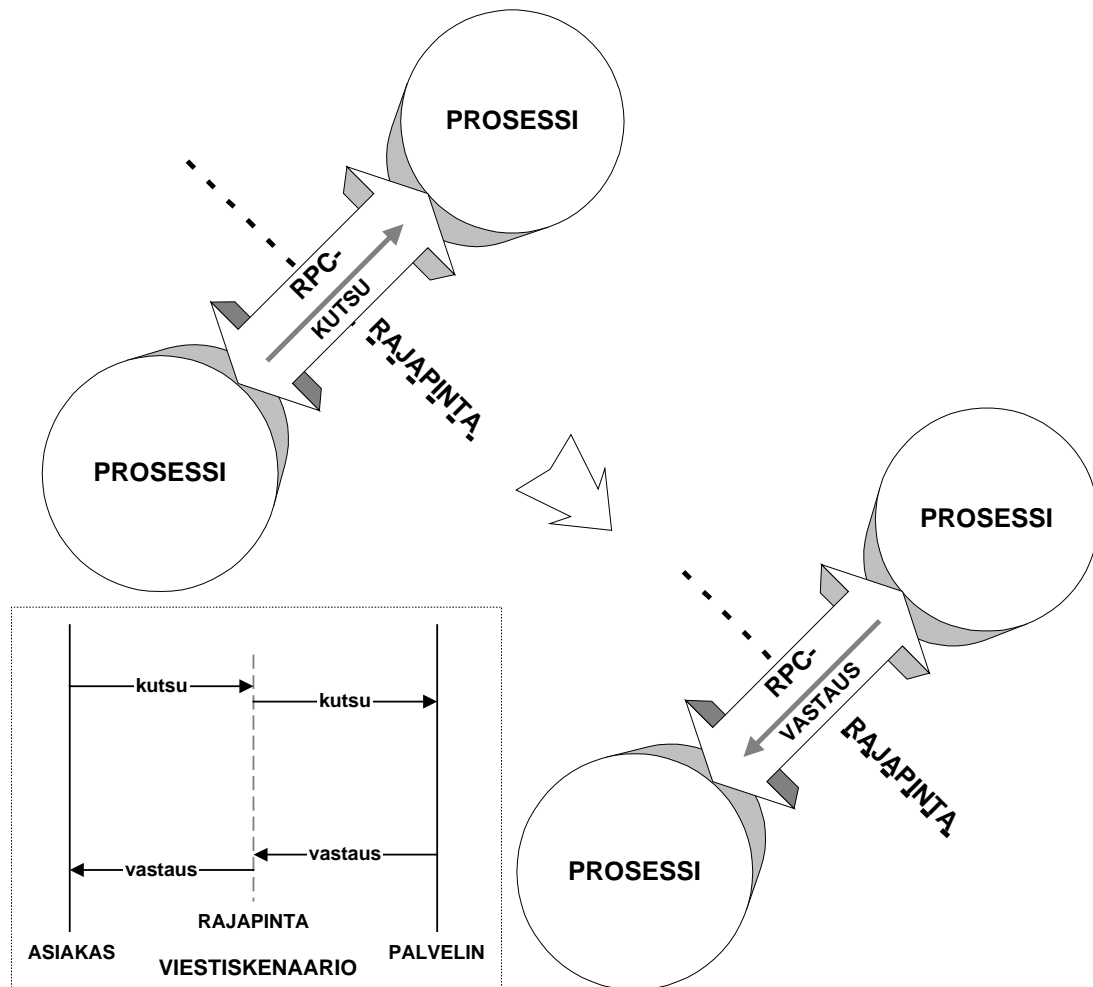 PROSESSI
RPC-
KUTSU
RAJAPINTA
PROSESSI
PROSESSI
RPC-
VASTAUS
RAJAPINTA
PROSESSI
kutsu
kutsu
vastaus
vastaus
RAJAPINTA
ASIAKAS
PALVELIN
VIESTISKENAARIO